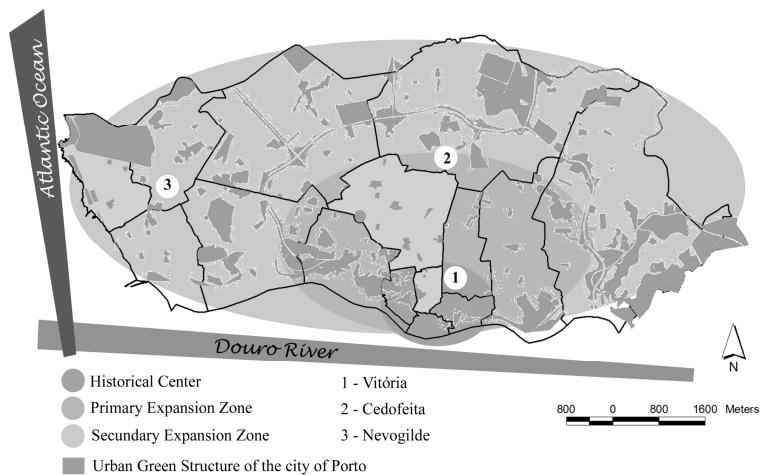 Atlantic Ocean
2
3
1
Douro River
N
Historical Center
Primary Expansion Zone
Secundary Expansion Zone
Urban Green Structure of the city of Porto
1 - Vitória
2 - Cedofeita
3 - Nevogilde
800 0 800 1600 Meters